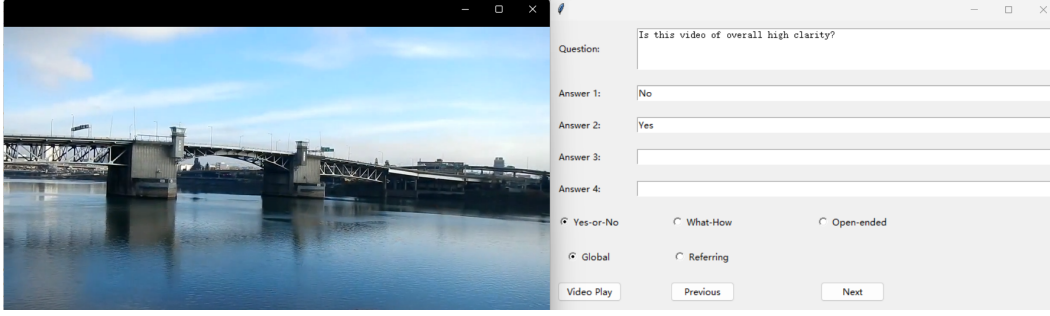 Question:
Is this video of overall high clarity?
Answer 1:
No
Answer 2:
Yes
Answer 3:
Answer 4:
Yes-or-No
What-How
Open-ended
Global
Referring
Video Play
Previous
Next